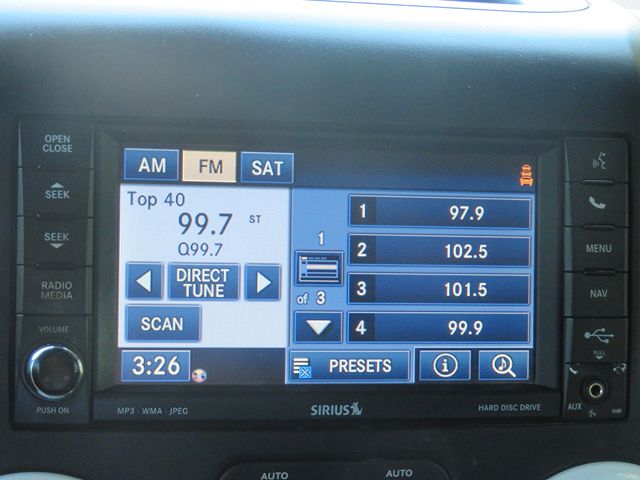 OPEN
CLOSE
SEEK
SEEK
RADIO
MEDIA
VOLUME
PUSH ON
AM FM SAT
Top 40
99.7 ST
Q99.7
DIRECT
TUNE
SCAN
3:26
1
of 3
1 97.9
2 102.5
3 101.5
4 99.9
PRESETS
i
MENU
NAV
PULL
AUX
MP3 · WMA · JPEG
SIRIUS
HARD DISC DRIVE
AUTO
AUTO